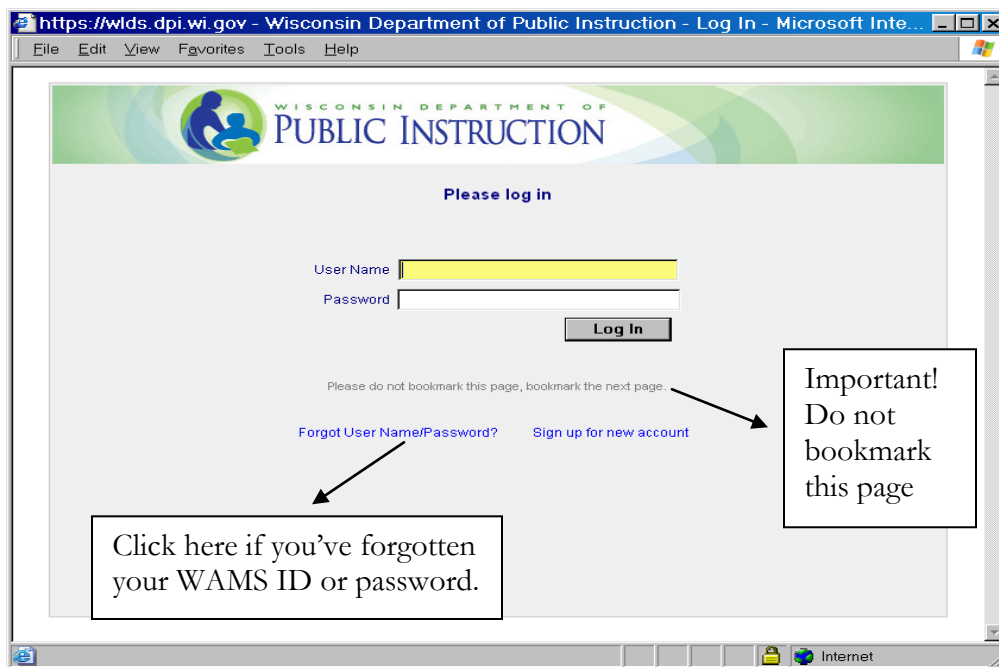 https://wlds.dpi.wi.gov - Wisconsin Department of Public Instruction - Log In - Microsoft Inte...
File Edit View Favorites Tools Help
WISCONSIN DEPARTMENT OF
PUBLIC INSTRUCTION
Please log in
User Name
Password
Log In
Please do not bookmark this page, bookmark the next page.
Important!
Do not
bookmark
this page
Forgot User Name/Password? Sign up for new account
Click here if you’ve forgotten
your WAMS ID or password.
Internet